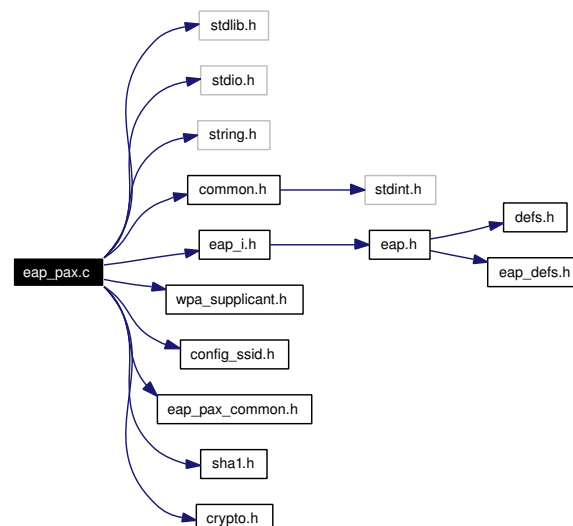 stdlib.h
stdio.h
string.h
common.h
stdint.h
defs.h
eap_i.h
eap.h
eap_pax.c
eap_defs.h
wpa_supplicant.h
config_ssid.h
eap_pax_common.h
sha1.h
crypto.h